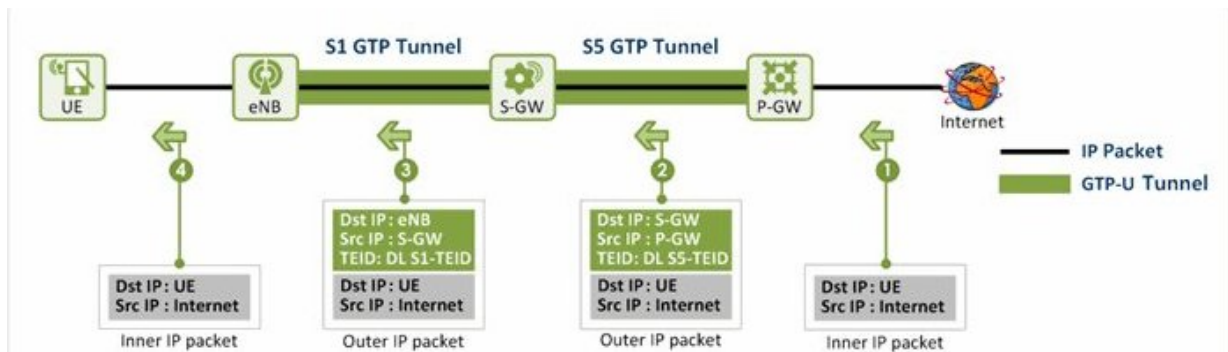 S1 GTP Tunnel
S5 GTP Tunnel
UE
eNB
S-GW
P-GW
Internet
IP Packet
GTP-U Tunnel
4
3
2
1
Dst IP : UE
Src IP : Internet
Inner IP packet
Dst IP : eNB
Src IP : S-GW
TEID: DL S1-TEID
Dst IP : UE
Src IP : Internet
Outer IP packet
Dst IP : S-GW
Src IP : P-GW
TEID: DL S5-TEID
Dst IP : UE
Src IP : Internet
Outer IP packet
Dst IP : UE
Src IP : Internet
Inner IP packet